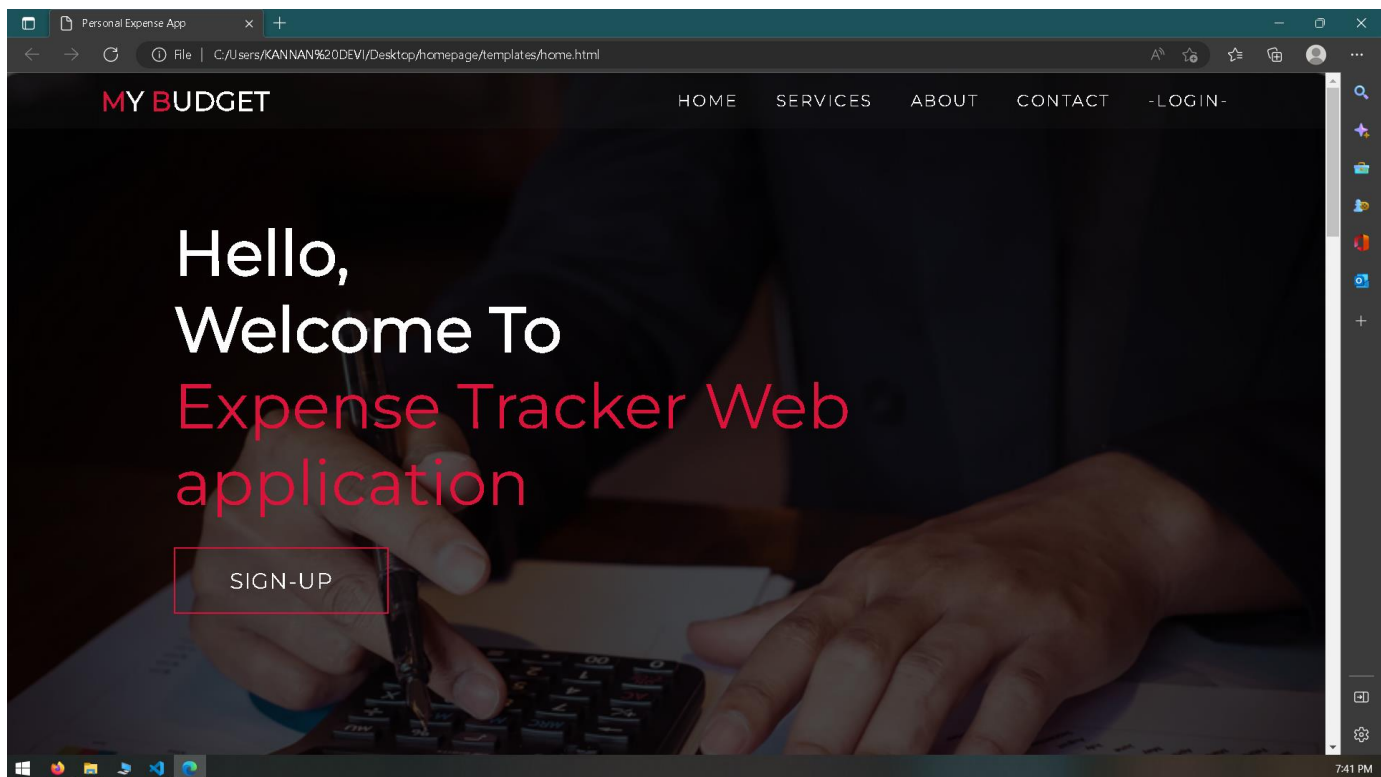 Personal Expense App
File | C:/Users/KANNAN%20DEVI/Desktop/homepage/templates/home.html
MY BUDGET
HOME SERVICES ABOUT CONTACT -LOGIN-
Hello,
Welcome To
Expense Tracker Web
application
SIGN-UP
7:41 PM